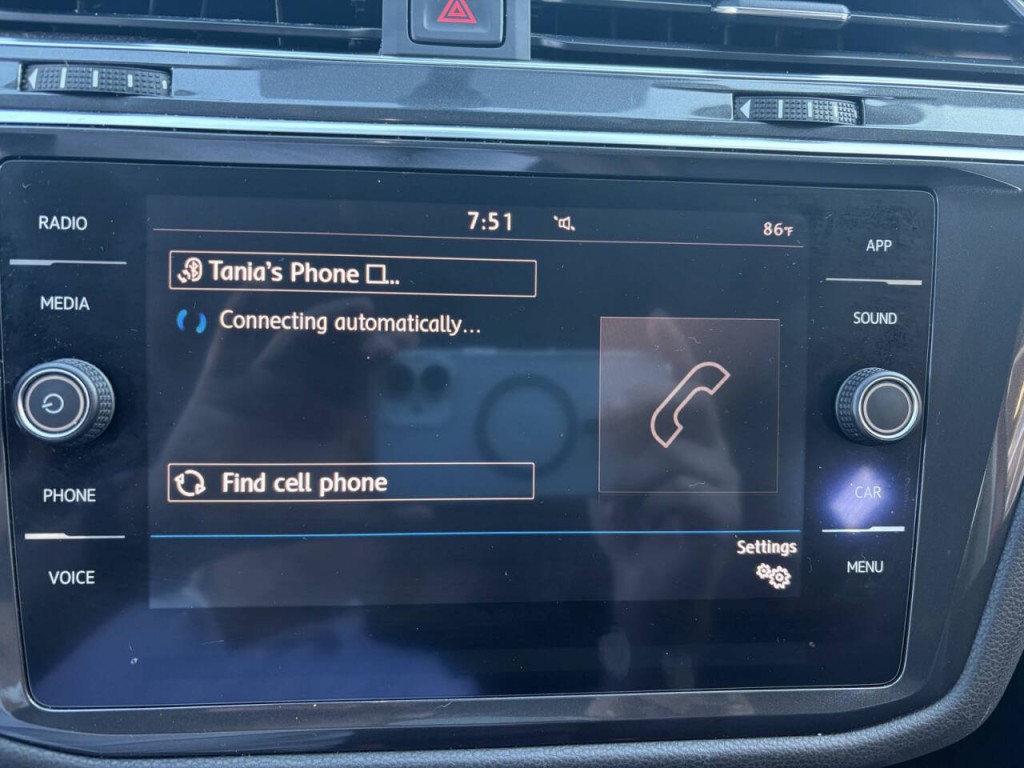 RADIO
MEDIA
PHONE
VOICE
7:51
86°F
Tania's Phone □...
Connecting automatically...
Find cell phone
Settings
APP
SOUND
CAR
MENU